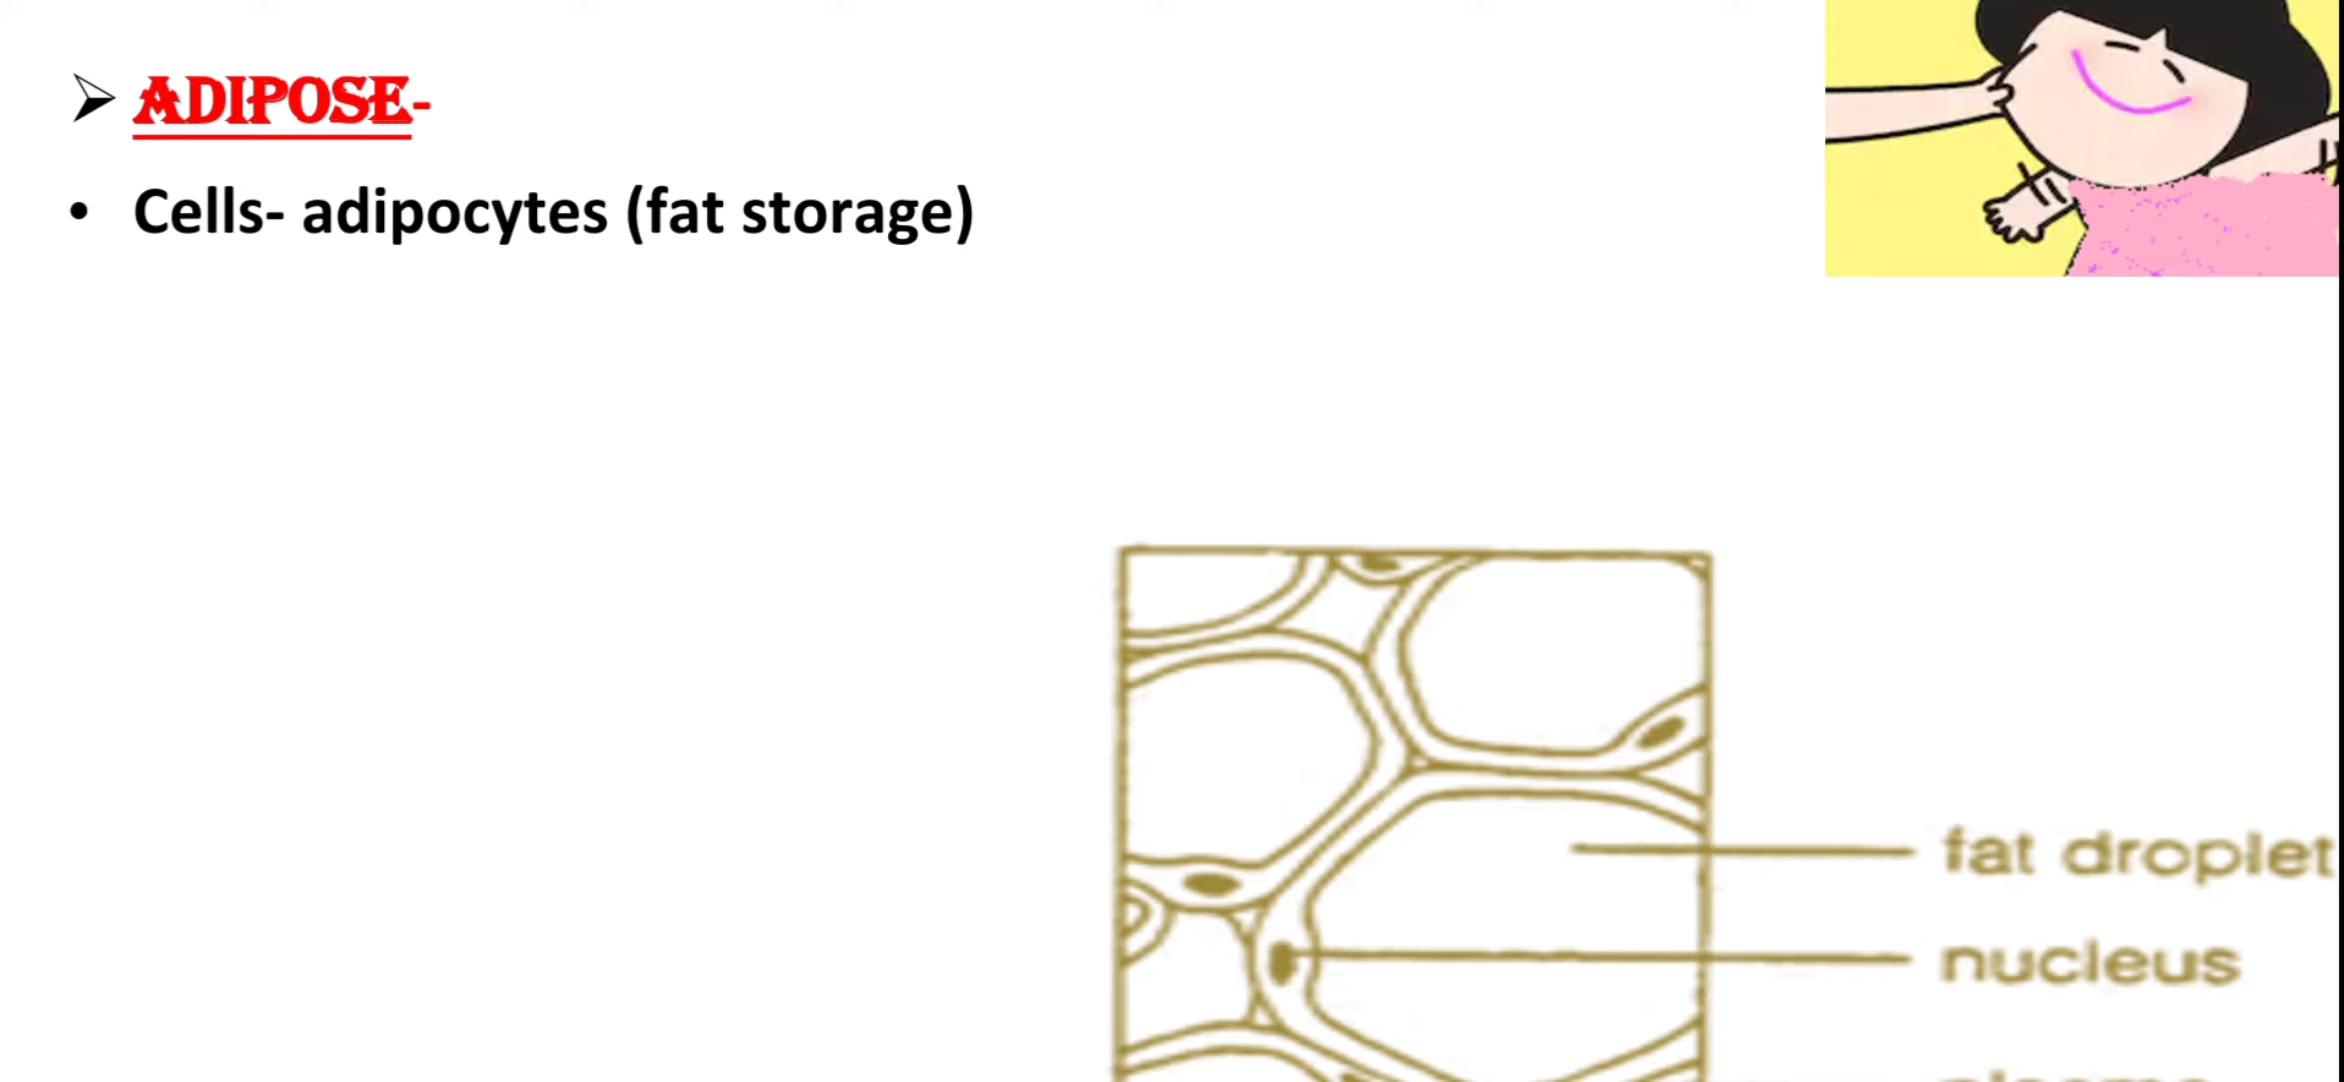 ➢ ADIPOSE-
• Cells- adipocytes (fat storage)
fat droplet
nucleus